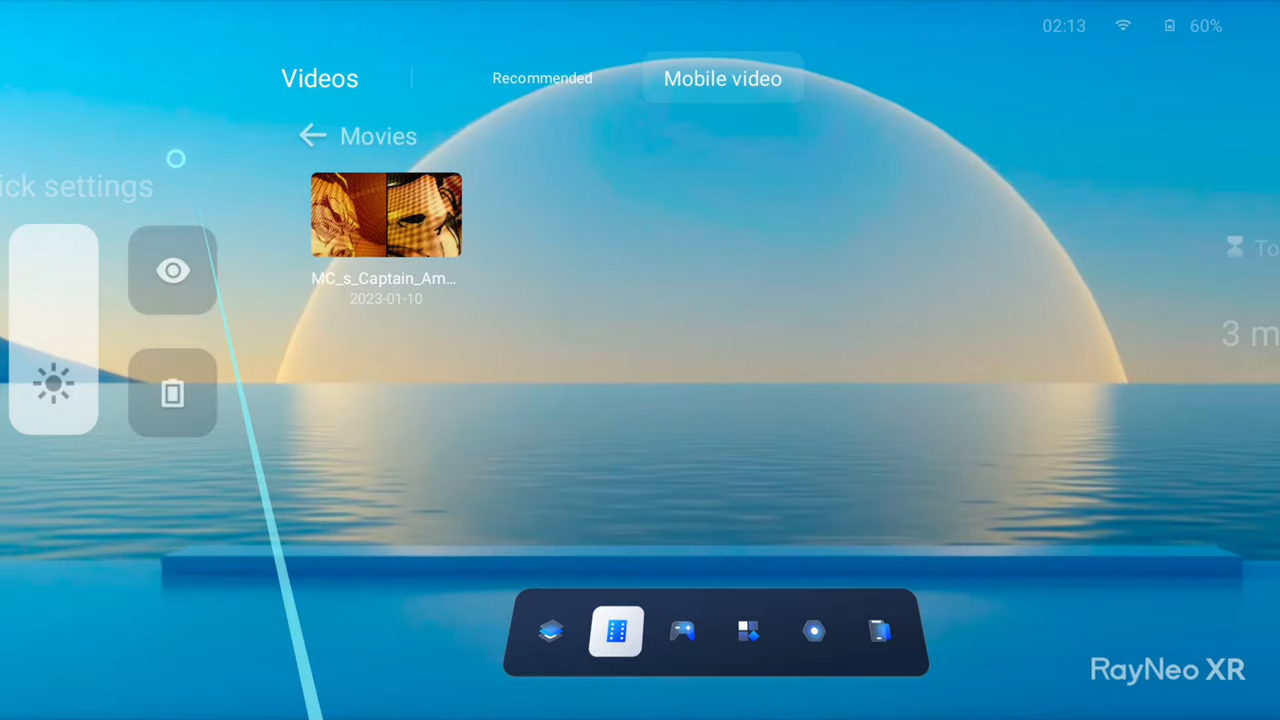 02:13 60%
Videos Recommended Mobile video
Movies
ick settings
MC_s_Captain_Am...
2023-01-10
To
3 m
RayNeo XR